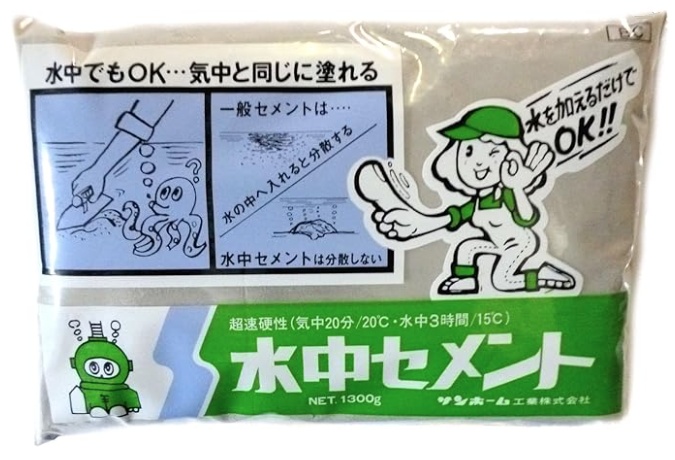 BC
水中でもOK…気中と同じに塗れる
一般セメントは‥‥
水の中へ入れると分散する
水中セメントは分散しない
水を加えるだけで
OK!!
超速硬性(気中20分/20℃・水中3時間/15℃)
水中セメント
NET. 1300g
サンホーム工業株式会社